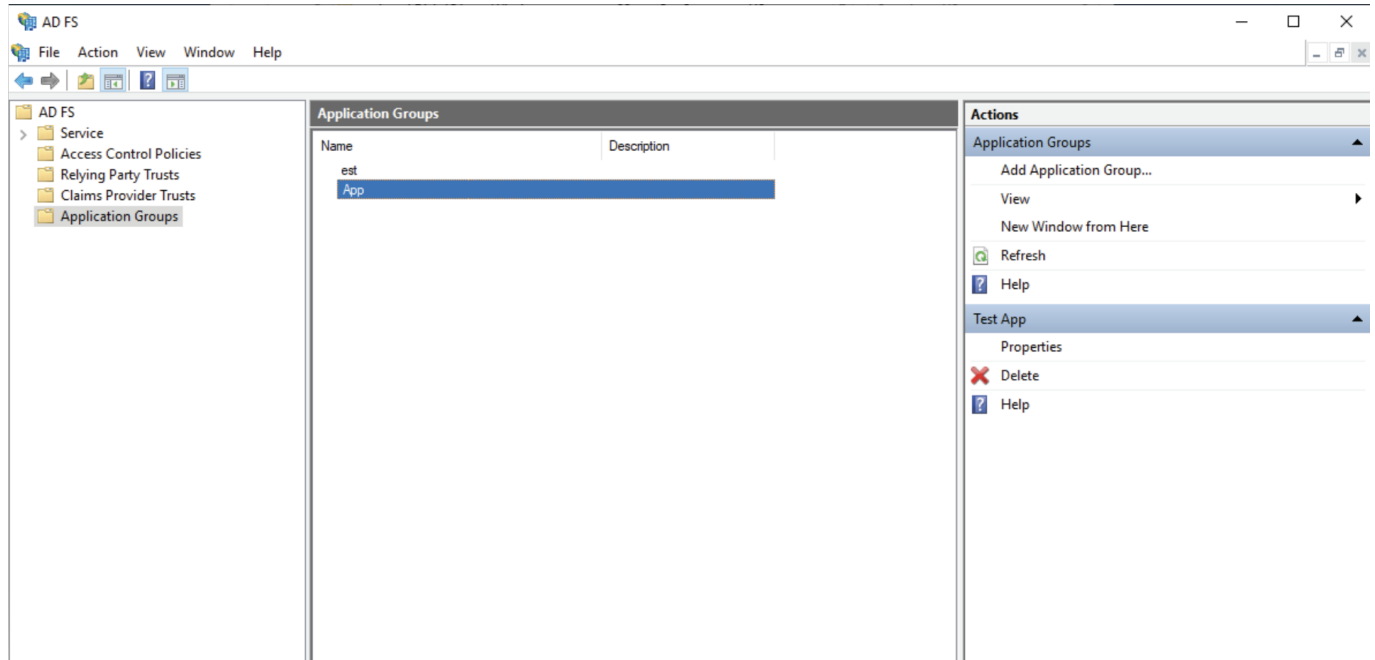 AD FS
File Action View Window Help
AD FS
Service
Access Control Policies
Relying Party Trusts
Claims Provider Trusts
Application Groups
Application Groups
Name Description
est
App
Actions
Application Groups
Add Application Group...
View
New Window from Here
Refresh
Help
Test App
Properties
Delete
Help